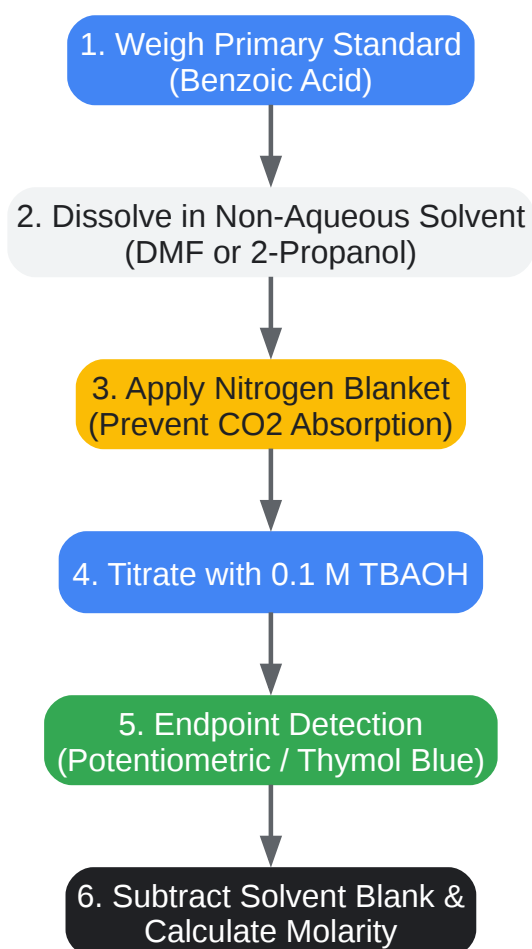 1. Weigh Primary Standard
(Benzoic Acid)
2. Dissolve in Non-Aqueous Solvent
(DMF or 2-Propanol)
3. Apply Nitrogen Blanket
(Prevent CO2 Absorption)
4. Titrate with 0.1 M TBAOH
5. Endpoint Detection
(Potentiometric / Thymol Blue)
6. Subtract Solvent Blank &
Calculate Molarity